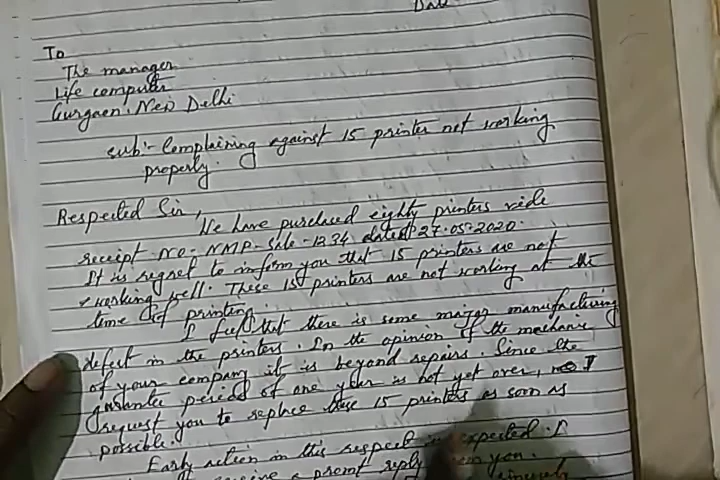 Date
To
The manager
Life computer
Gurgaon, New Delhi
sub:- Complaining against 15 printer not working
properly.
Respected Sir,
We have purchased eighty printers vide
receipt No- NMP-Sale-1234 dated 27.05.2020.
It is regret to inform you that 15 printers are not
working well. These 15 printers are not working at the
time of printing.
I feel that there is some major manufacturing
defect in the printers. In the opinion of the mechanic
of your company it is beyond repairs. Since the
guarantee period of one year is not yet over, I
request you to replace these 15 printers as soon as
possible.
Early action in this respect is expected. I
a promt reply from you.